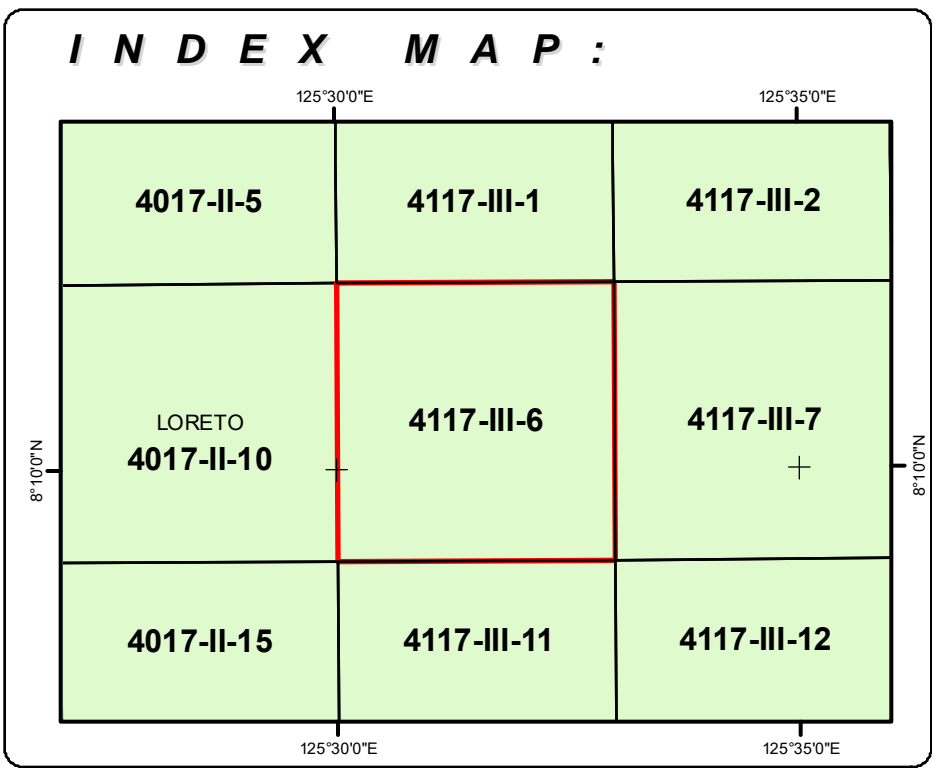 INDEX MAP:
125°30'0"E 125°35'0"E
4017-II-5 4117-III-1 4117-III-2
LORETO
4017-II-10 4117-III-6 4117-III-7
8°10'0"N 8°10'0"N
4017-II-15 4117-III-11 4117-III-12
125°30'0"E 125°35'0"E